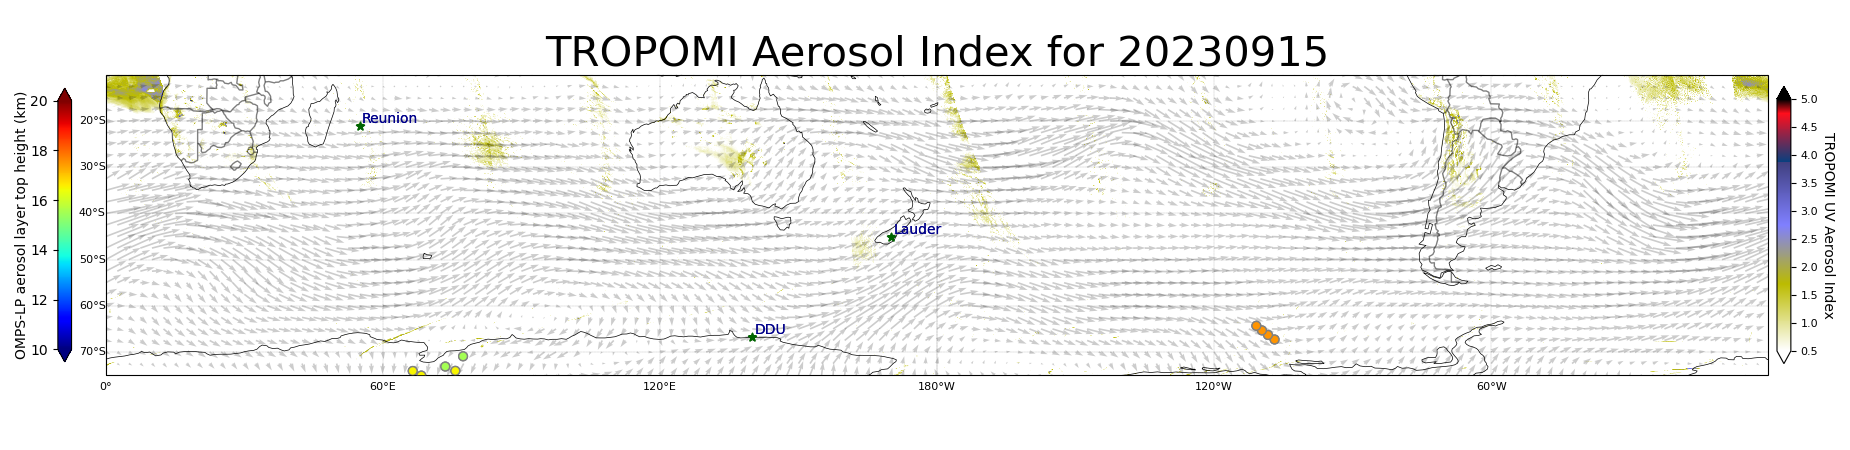 TROPOMI Aerosol Index for 20230915
OMPS-LP aerosol layer top height (km)
20
18
16
14
12
10
20°S
30°S
40°S
50°S
60°S
70°S
Reunion
Lauder
DDU
0°
60°E
120°E
180°W
120°W
60°W
5.0
4.5
4.0
3.5
3.0
2.5
2.0
1.5
1.0
0.5
TROPOMI UV Aerosol Index